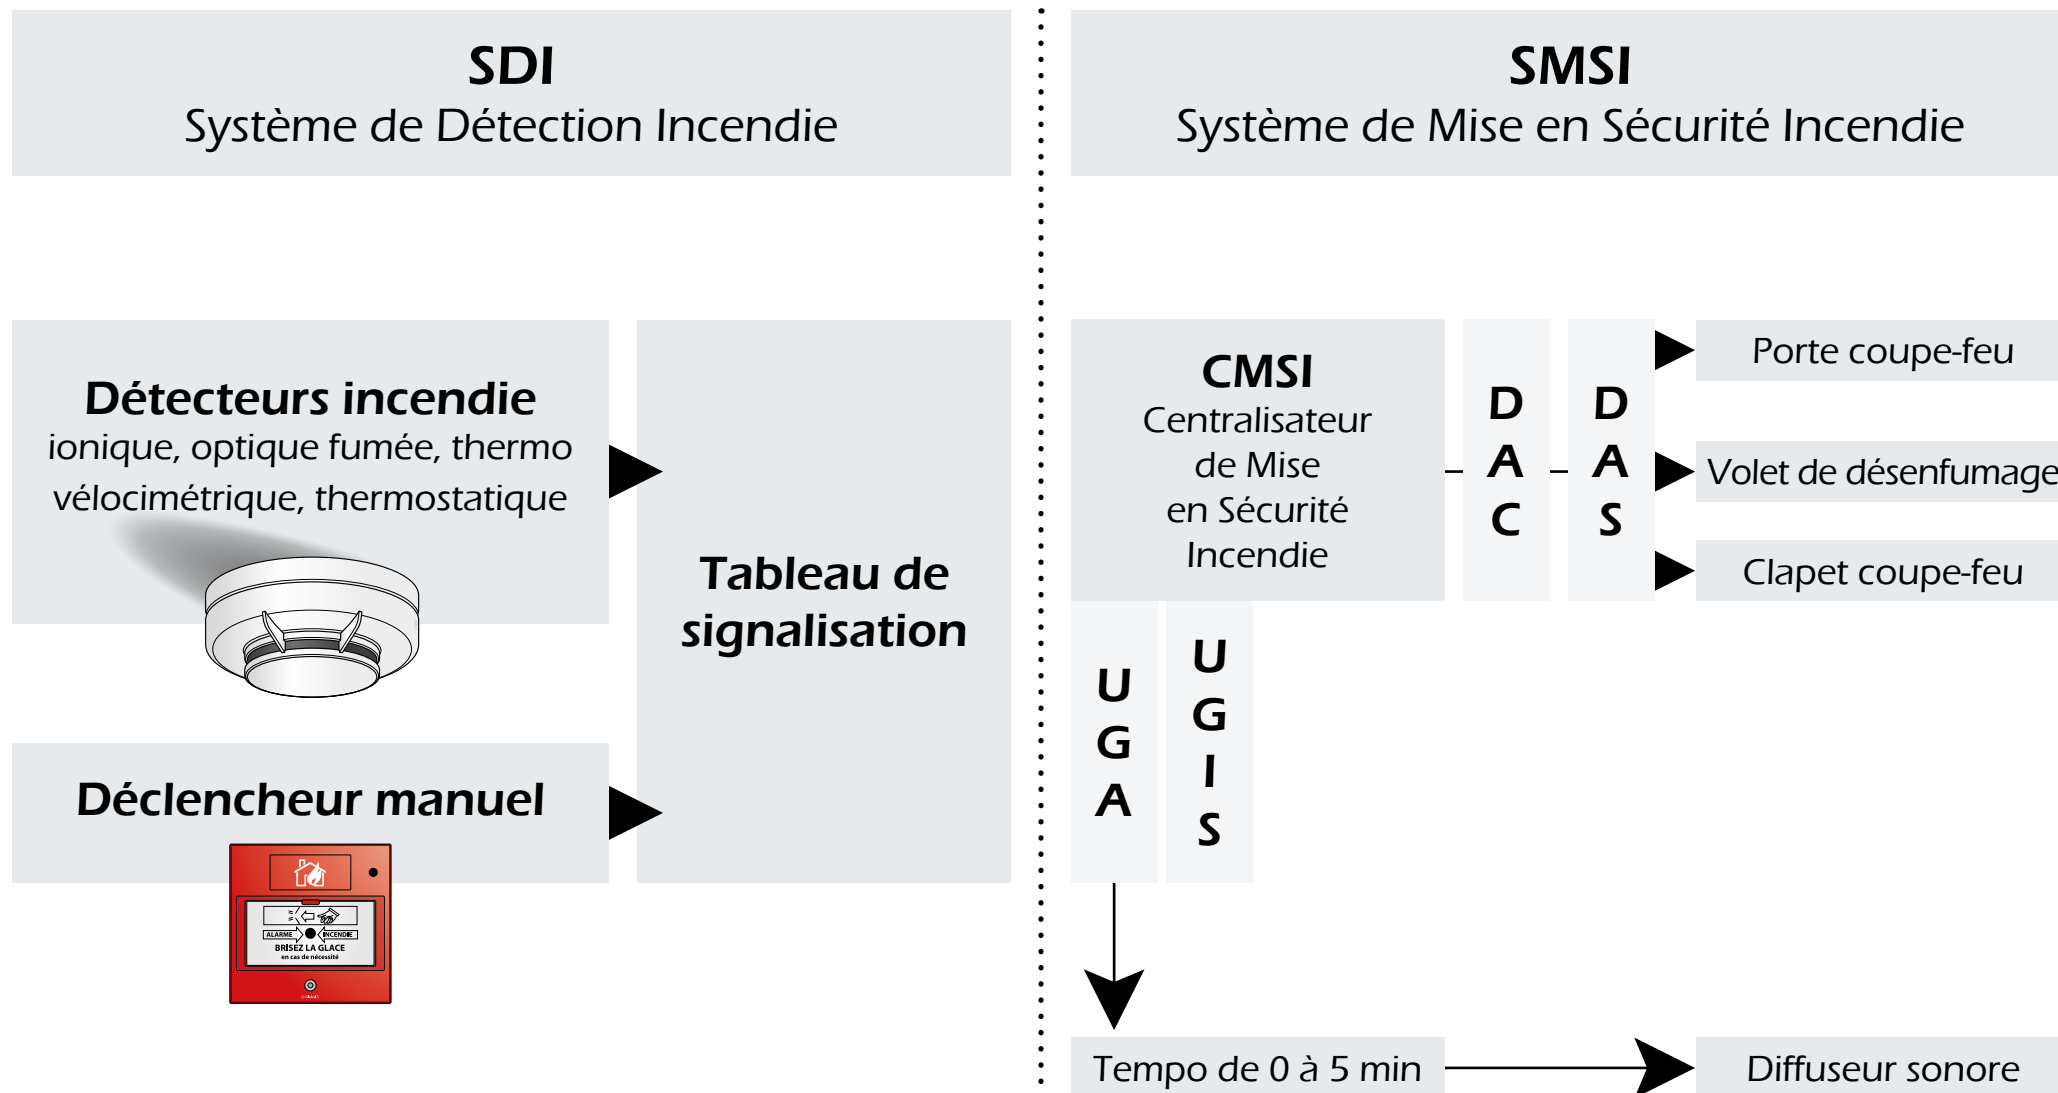 SDI
Système de Détection Incendie
SMSI
Système de Mise en Sécurité Incendie
Détecteurs incendie
ionique, optique fumée, thermo
vélocimétrique, thermostatique
Déclencheur manuel
ALARME
INCENDIE
BRISEZ LA GLACE
en cas de nécessité
Tableau de
signalisation
CMSI
Centralisateur
de Mise
en Sécurité
Incendie
D
A
C
D
A
S
Porte coupe-feu
Volet de désenfumage
Clapet coupe-feu
U
G
A
U
G
I
S
Tempo de 0 à 5 min
Diffuseur sonore